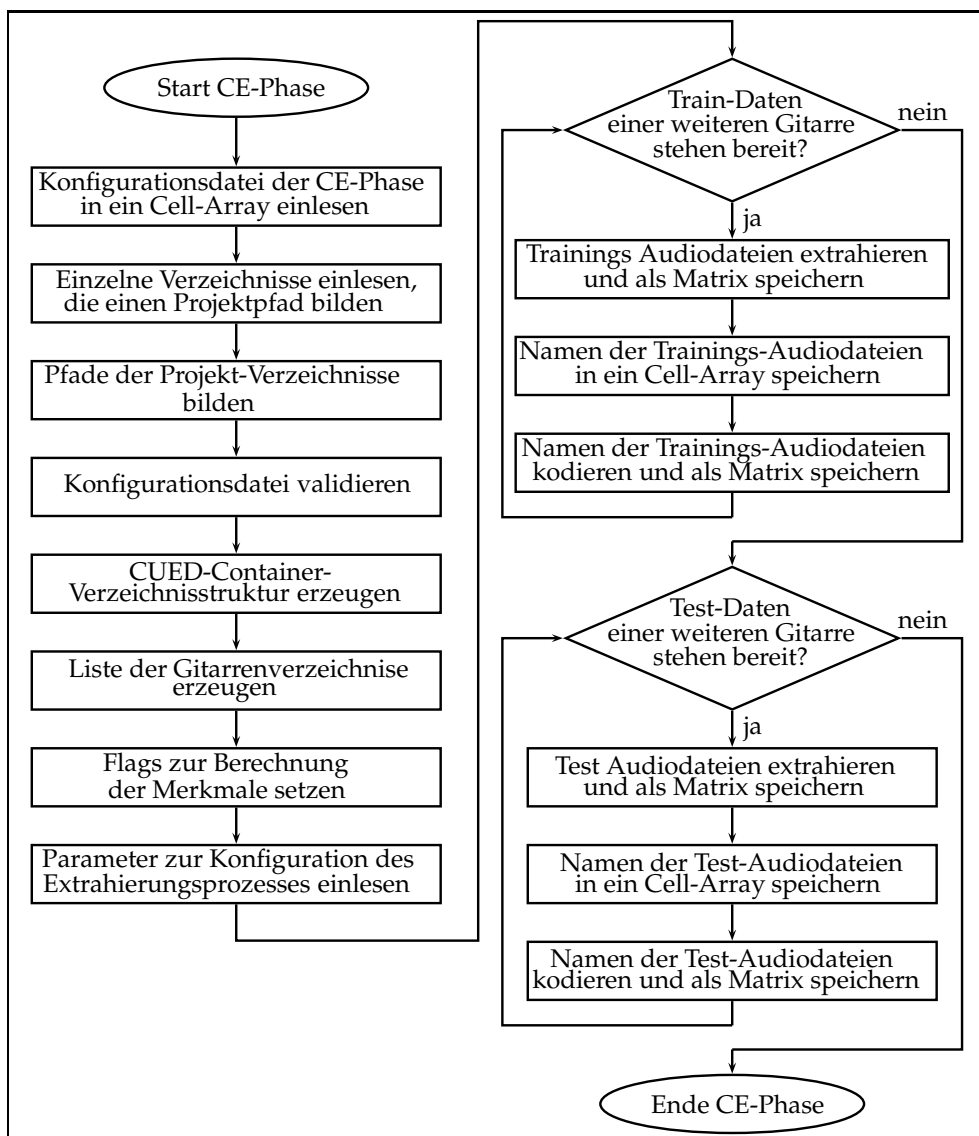 Start CE-Phase
Konfigurationsdatei der CE-Phase
in ein Cell-Array einlesen
Einzelne Verzeichnisse einlesen,
die einen Projektpfad bilden
Pfade der Projekt-Verzeichnisse
bilden
Konfigurationsdatei validieren
CUED-Container-
Verzeichnisstruktur erzeugen
Liste der Gitarrenverzeichnise
erzeugen
Flags zur Berechnung
der Merkmale setzen
Parameter zur Konfiguration des
Extrahierungsprozesses einlesen
Train-Daten
einer weiteren Gitarre
stehen bereit?
nein
ja
Trainings Audiodateien extrahieren
und als Matrix speichern
Namen der Trainings-Audiodateien
in ein Cell-Array speichern
Namen der Trainings-Audiodateien
kodieren und als Matrix speichern
Test-Daten
einer weiteren Gitarre
stehen bereit?
nein
ja
Test Audiodateien extrahieren
und als Matrix speichern
Namen der Test-Audiodateien
in ein Cell-Array speichern
Namen der Test-Audiodateien
kodieren und als Matrix speichern
Ende CE-Phase